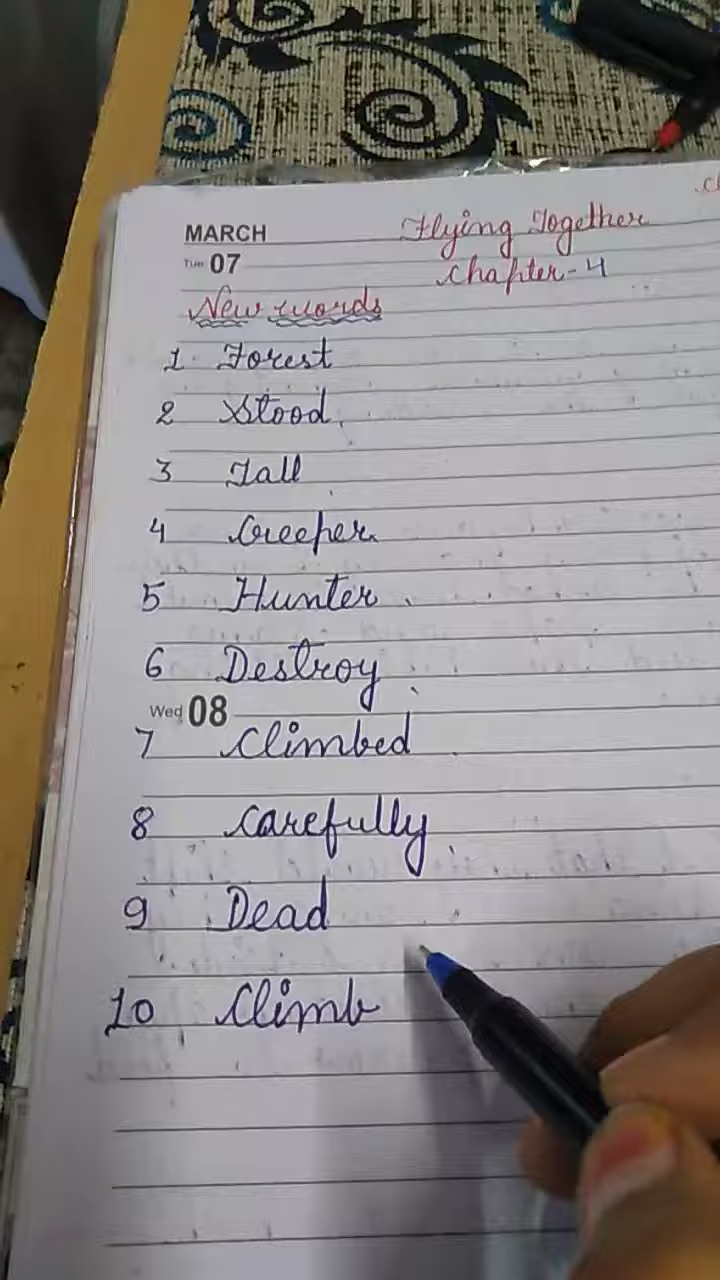 MARCH Flying Together
Tue 07 Chapter-4
New words
1. Forest
2 Stood
3 Tall
4 Creeper
5 Hunter
6 Destroy
Wed 08
7 Climbed
8 Carefully
9 Dead
10 Climb